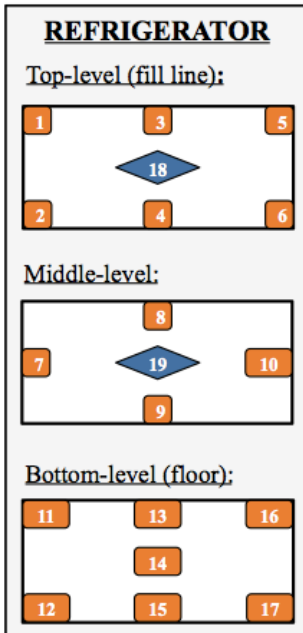 REFRIGERATOR
Top-level (fill line):
1 3 5
18
2 4 6
Middle-level:
8
7 19 10
9
Bottom-level (floor):
11 13 16
14
12 15 17